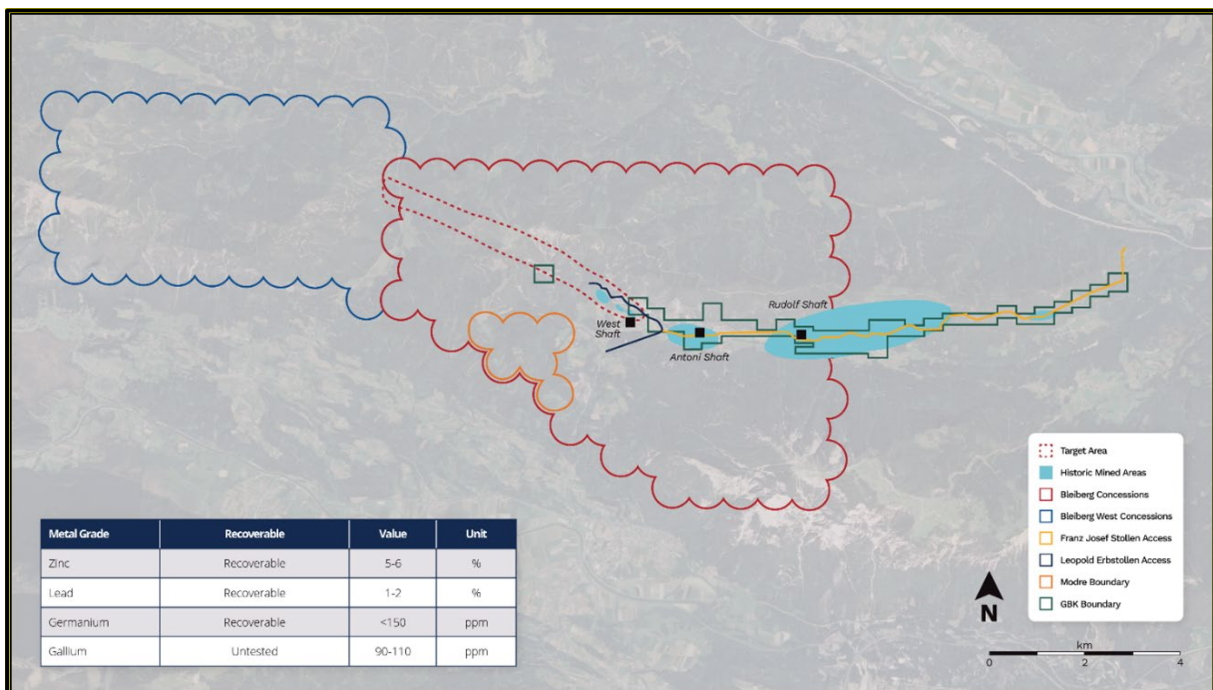 Rudolf Shaft
West
Shaft
Antoni Shaft
Target Area
Historic Mined Areas
Bleiberg Concessions
Bleiberg West Concessions
Franz Josef Stollen Access
Leopold Erbstollen Access
Modre Boundary
GBK Boundary
Metal Grade Recoverable Value Unit
Zinc Recoverable 5-6 %
Lead Recoverable 1-2 %
Germanium Recoverable <150 ppm
Gallium Untested 90-110 ppm
N
km
0 2 4